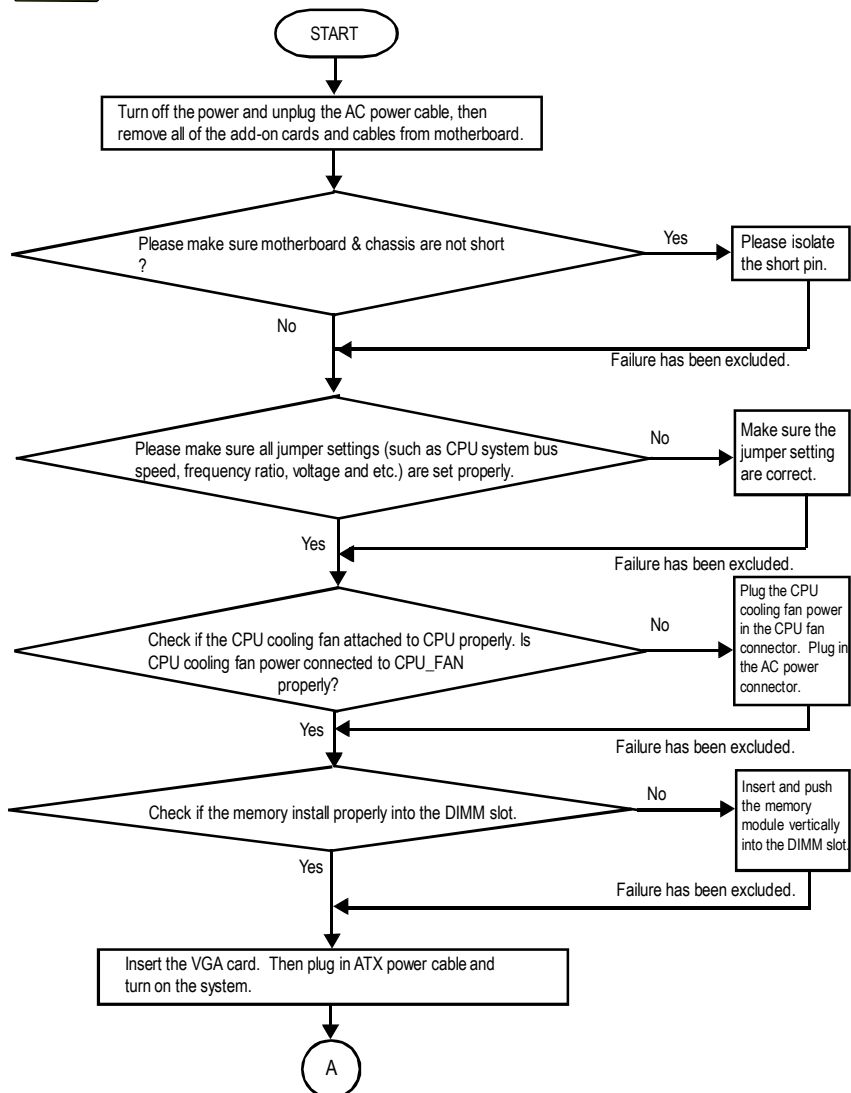 START
Turn off the power and unplug the AC power cable, then
remove all of the add-on cards and cables from motherboard.
Please make sure motherboard & chassis are not short
?
Yes
Please isolate
the short pin.
No
Failure has been excluded.
Please make sure all jumper settings (such as CPU system bus
speed, frequency ratio, voltage and etc.) are set properly.
No
Make sure the
jumper setting
are correct.
Yes
Failure has been excluded.
Check if the CPU cooling fan attached to CPU properly. Is
CPU cooling fan power connected to CPU_FAN
properly?
No
Plug the CPU
cooling fan power
in the CPU fan
connector. Plug in
the AC power
connector.
Yes
Failure has been excluded.
Check if the memory install properly into the DIMM slot.
No
Insert and push
the memory
module vertically
into the DIMM slot.
Yes
Failure has been excluded.
Insert the VGA card. Then plug in ATX power cable and
turn on the system.
A